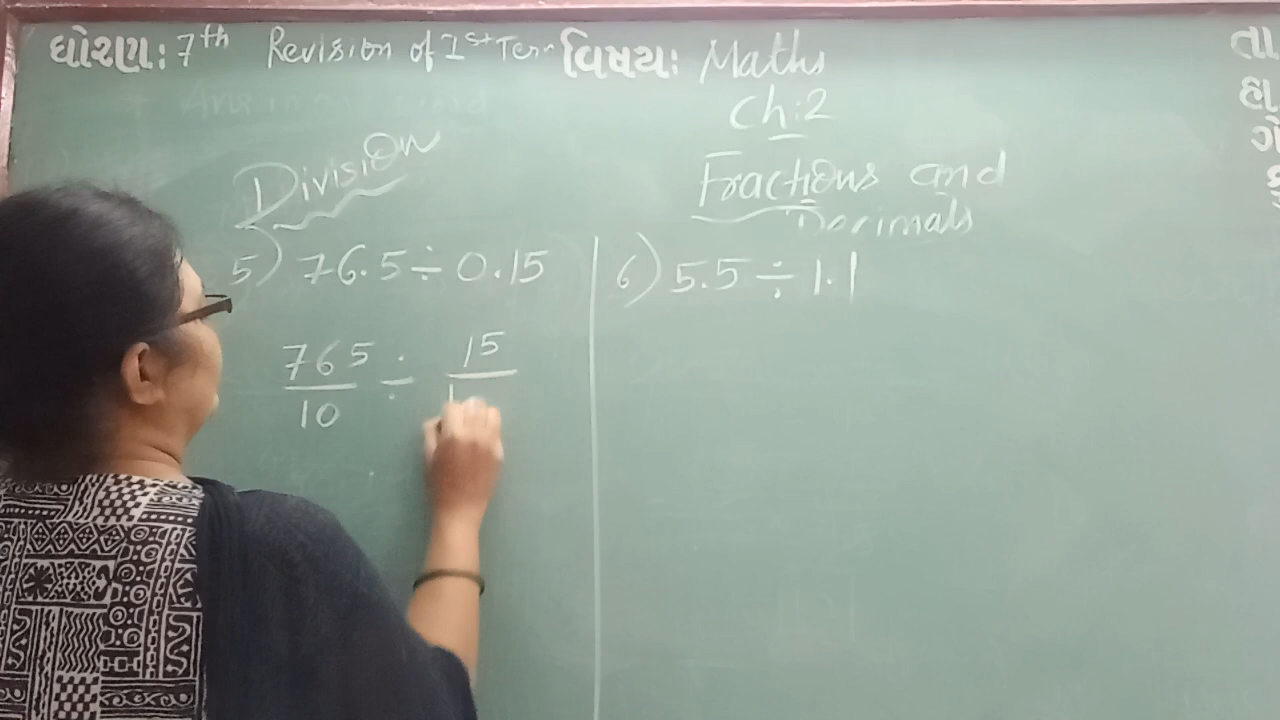 ધોરણ: 7th Revision of 1st Term વિષય: Maths
Ch:2
Division
Fractions and
Decimals
5) 76.5 ÷ 0.15
6) 5.5 ÷ 1.1
765 ÷ 15
10 1
તા
હા
ગે